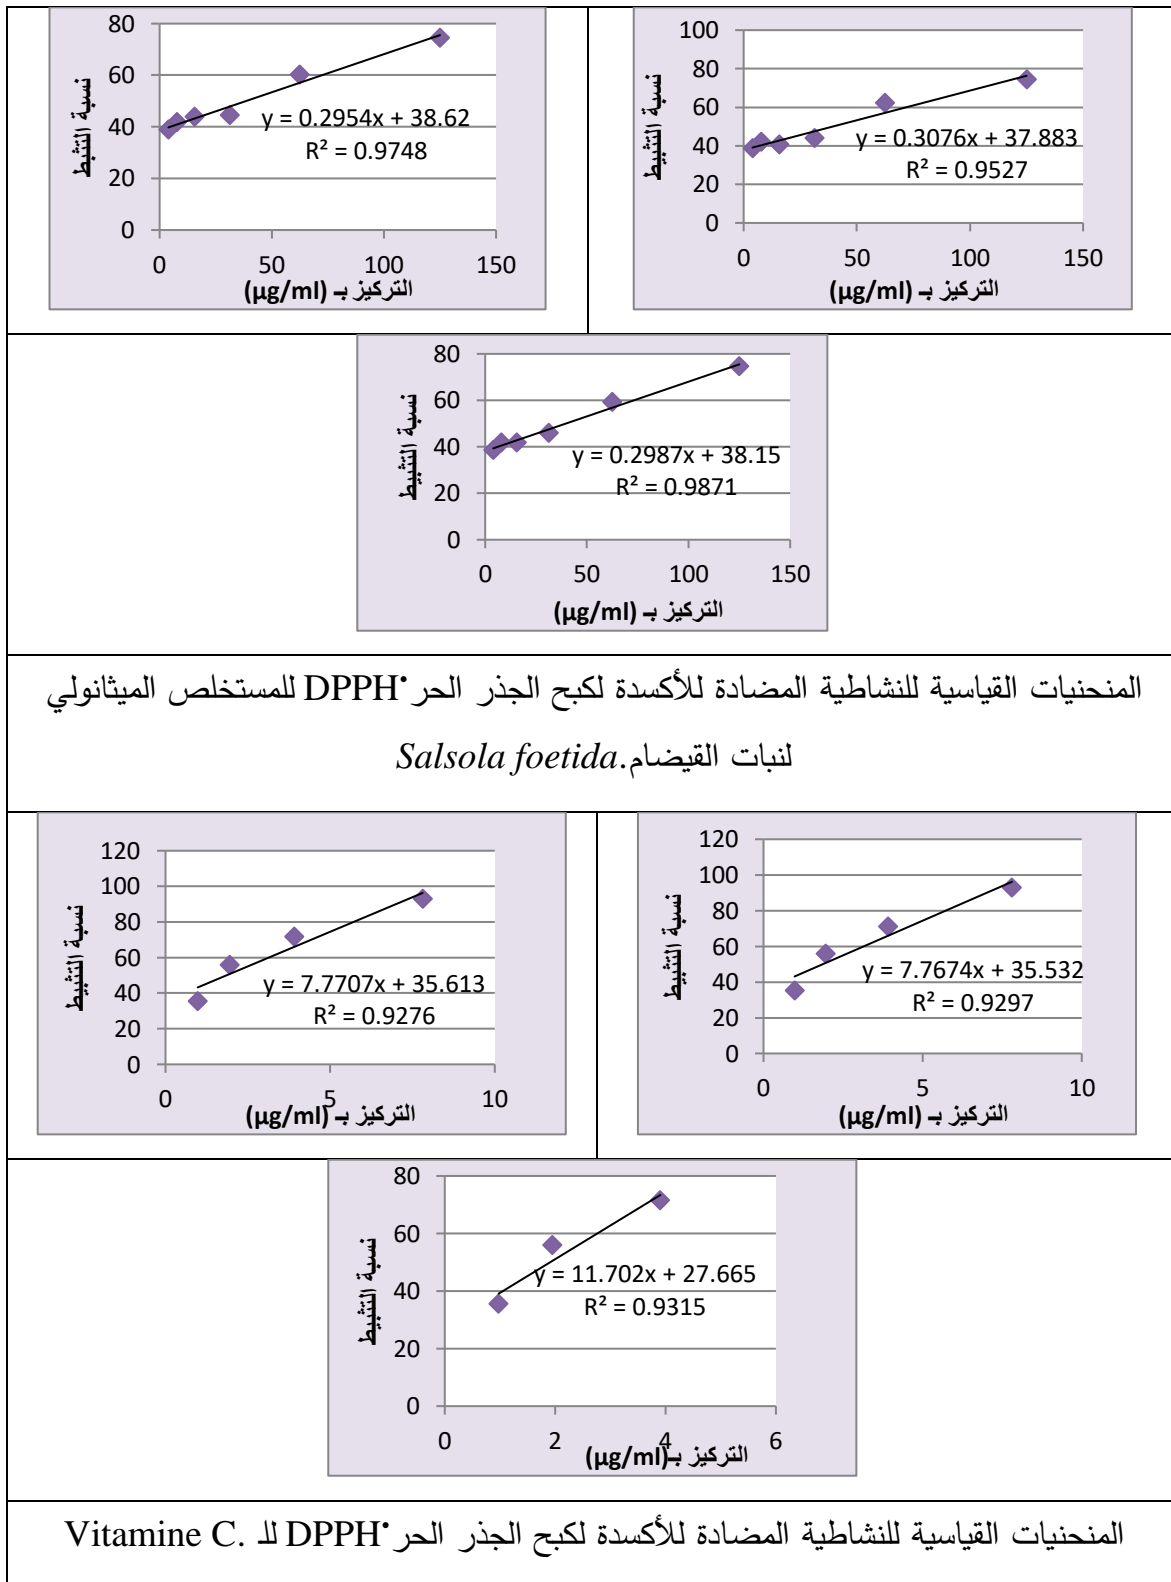 80
60
40
20
0
0
50
100
150
نسبة التثبط
y = 0.2954x + 38.62
R² = 0.9748
التركيز بـ (µg/ml)
100
80
60
40
20
0
0
50
100
150
نسبة التثبيط
y = 0.3076x + 37.883
R² = 0.9527
التركيز بـ (µg/ml)
80
60
40
20
0
0
50
100
150
نسبة التثبيط
y = 0.2987x + 38.15
R² = 0.9871
التركيز بـ (µg/ml)
المنحنيات القياسية للنشاطية المضادة للأكسدة لكبح الجذر الحر DPPH• للمستخلص الميثانولي
لنبات القيضام.Salsola foetida
120
100
80
60
40
20
0
0
5
10
نسبة التثبيط
y = 7.7707x + 35.613
R² = 0.9276
التركيز بـ (µg/ml)
120
100
80
60
40
20
0
0
5
10
نسبة التثبيط
y = 7.7674x + 35.532
R² = 0.9297
التركيز بـ (µg/ml)
80
60
40
20
0
0
2
4
6
نسبة التثبيط
y = 11.702x + 27.665
R² = 0.9315
التركيز بـ(µg/ml)
المنحنيات القياسية للنشاطية المضادة للأكسدة لكبح الجذر الحر DPPH• للـ Vitamine C.